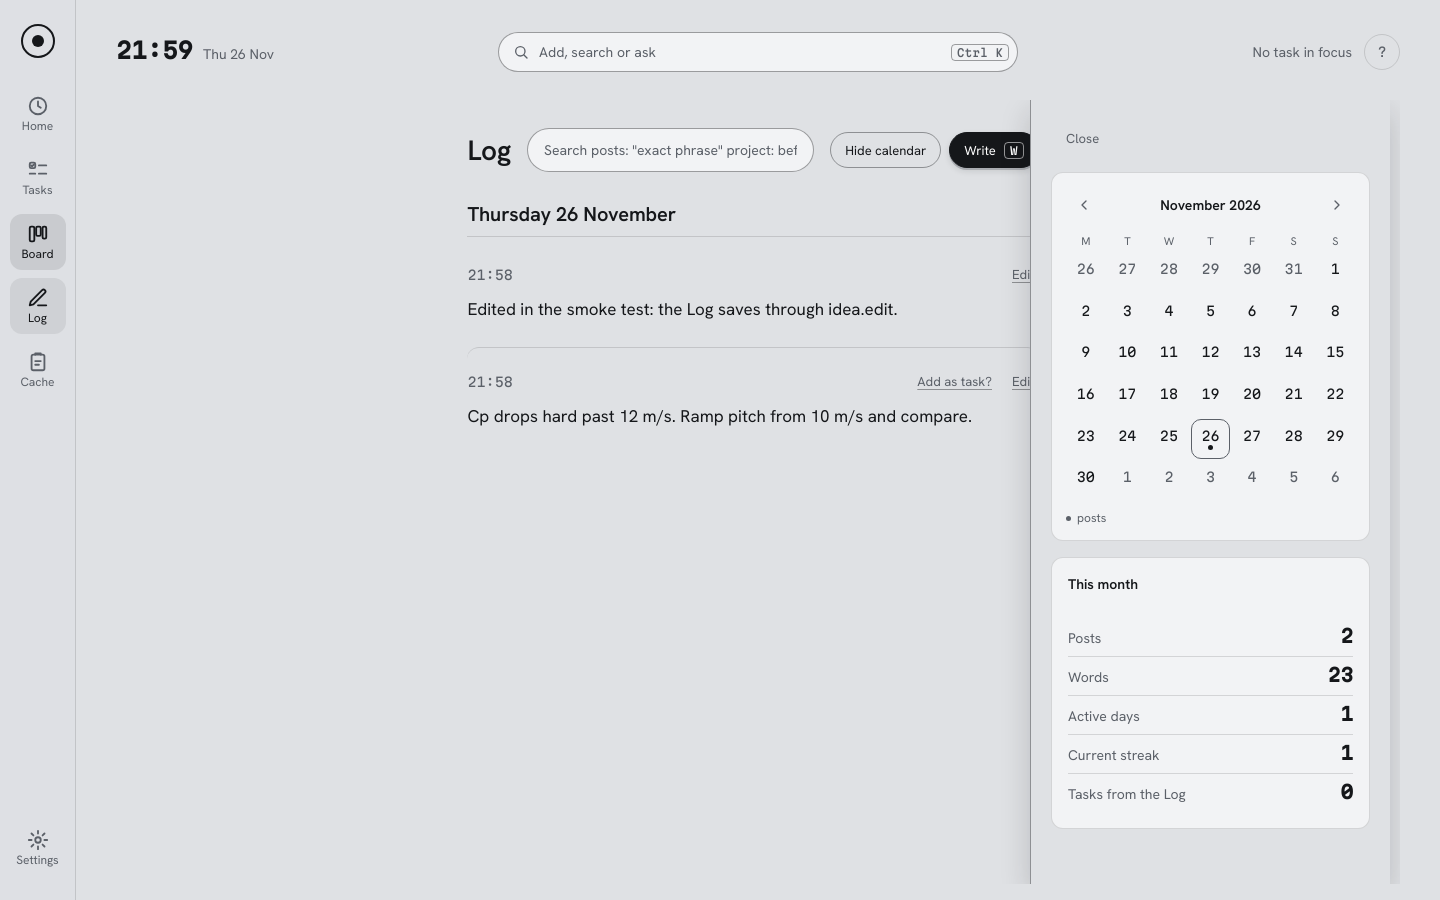 21:59 Thu 26 Nov
Add, search or ask
Ctrl K
No task in focus
?
Home
Tasks
Board
Log
Cache
Settings
Log
Search posts: "exact phrase" project: bef
Hide calendar
Write W
Thursday 26 November
21:58
Edi
Edited in the smoke test: the Log saves through idea.edit.
21:58
Add as task?
Edi
Cp drops hard past 12 m/s. Ramp pitch from 10 m/s and compare.
Close
November 2026
M T W T F S S
26 27 28 29 30 31 1
2 3 4 5 6 7 8
9 10 11 12 13 14 15
16 17 18 19 20 21 22
23 24 25 26 27 28 29
30 1 2 3 4 5 6
posts
This month
Posts 2
Words 23
Active days 1
Current streak 1
Tasks from the Log 0